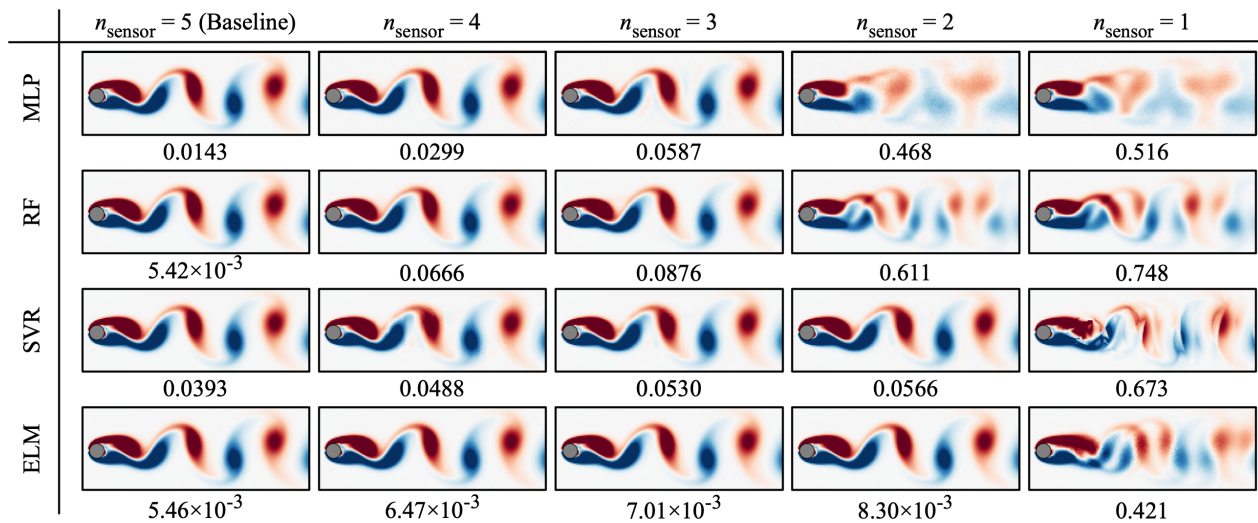 n_sensor = 5 (Baseline) n_sensor = 4 n_sensor = 3 n_sensor = 2 n_sensor = 1
MLP
0.0143 0.0299 0.0587 0.468 0.516
RF
5.42×10⁻³ 0.0666 0.0876 0.611 0.748
SVR
0.0393 0.0488 0.0530 0.0566 0.673
ELM
5.46×10⁻³ 6.47×10⁻³ 7.01×10⁻³ 8.30×10⁻³ 0.421